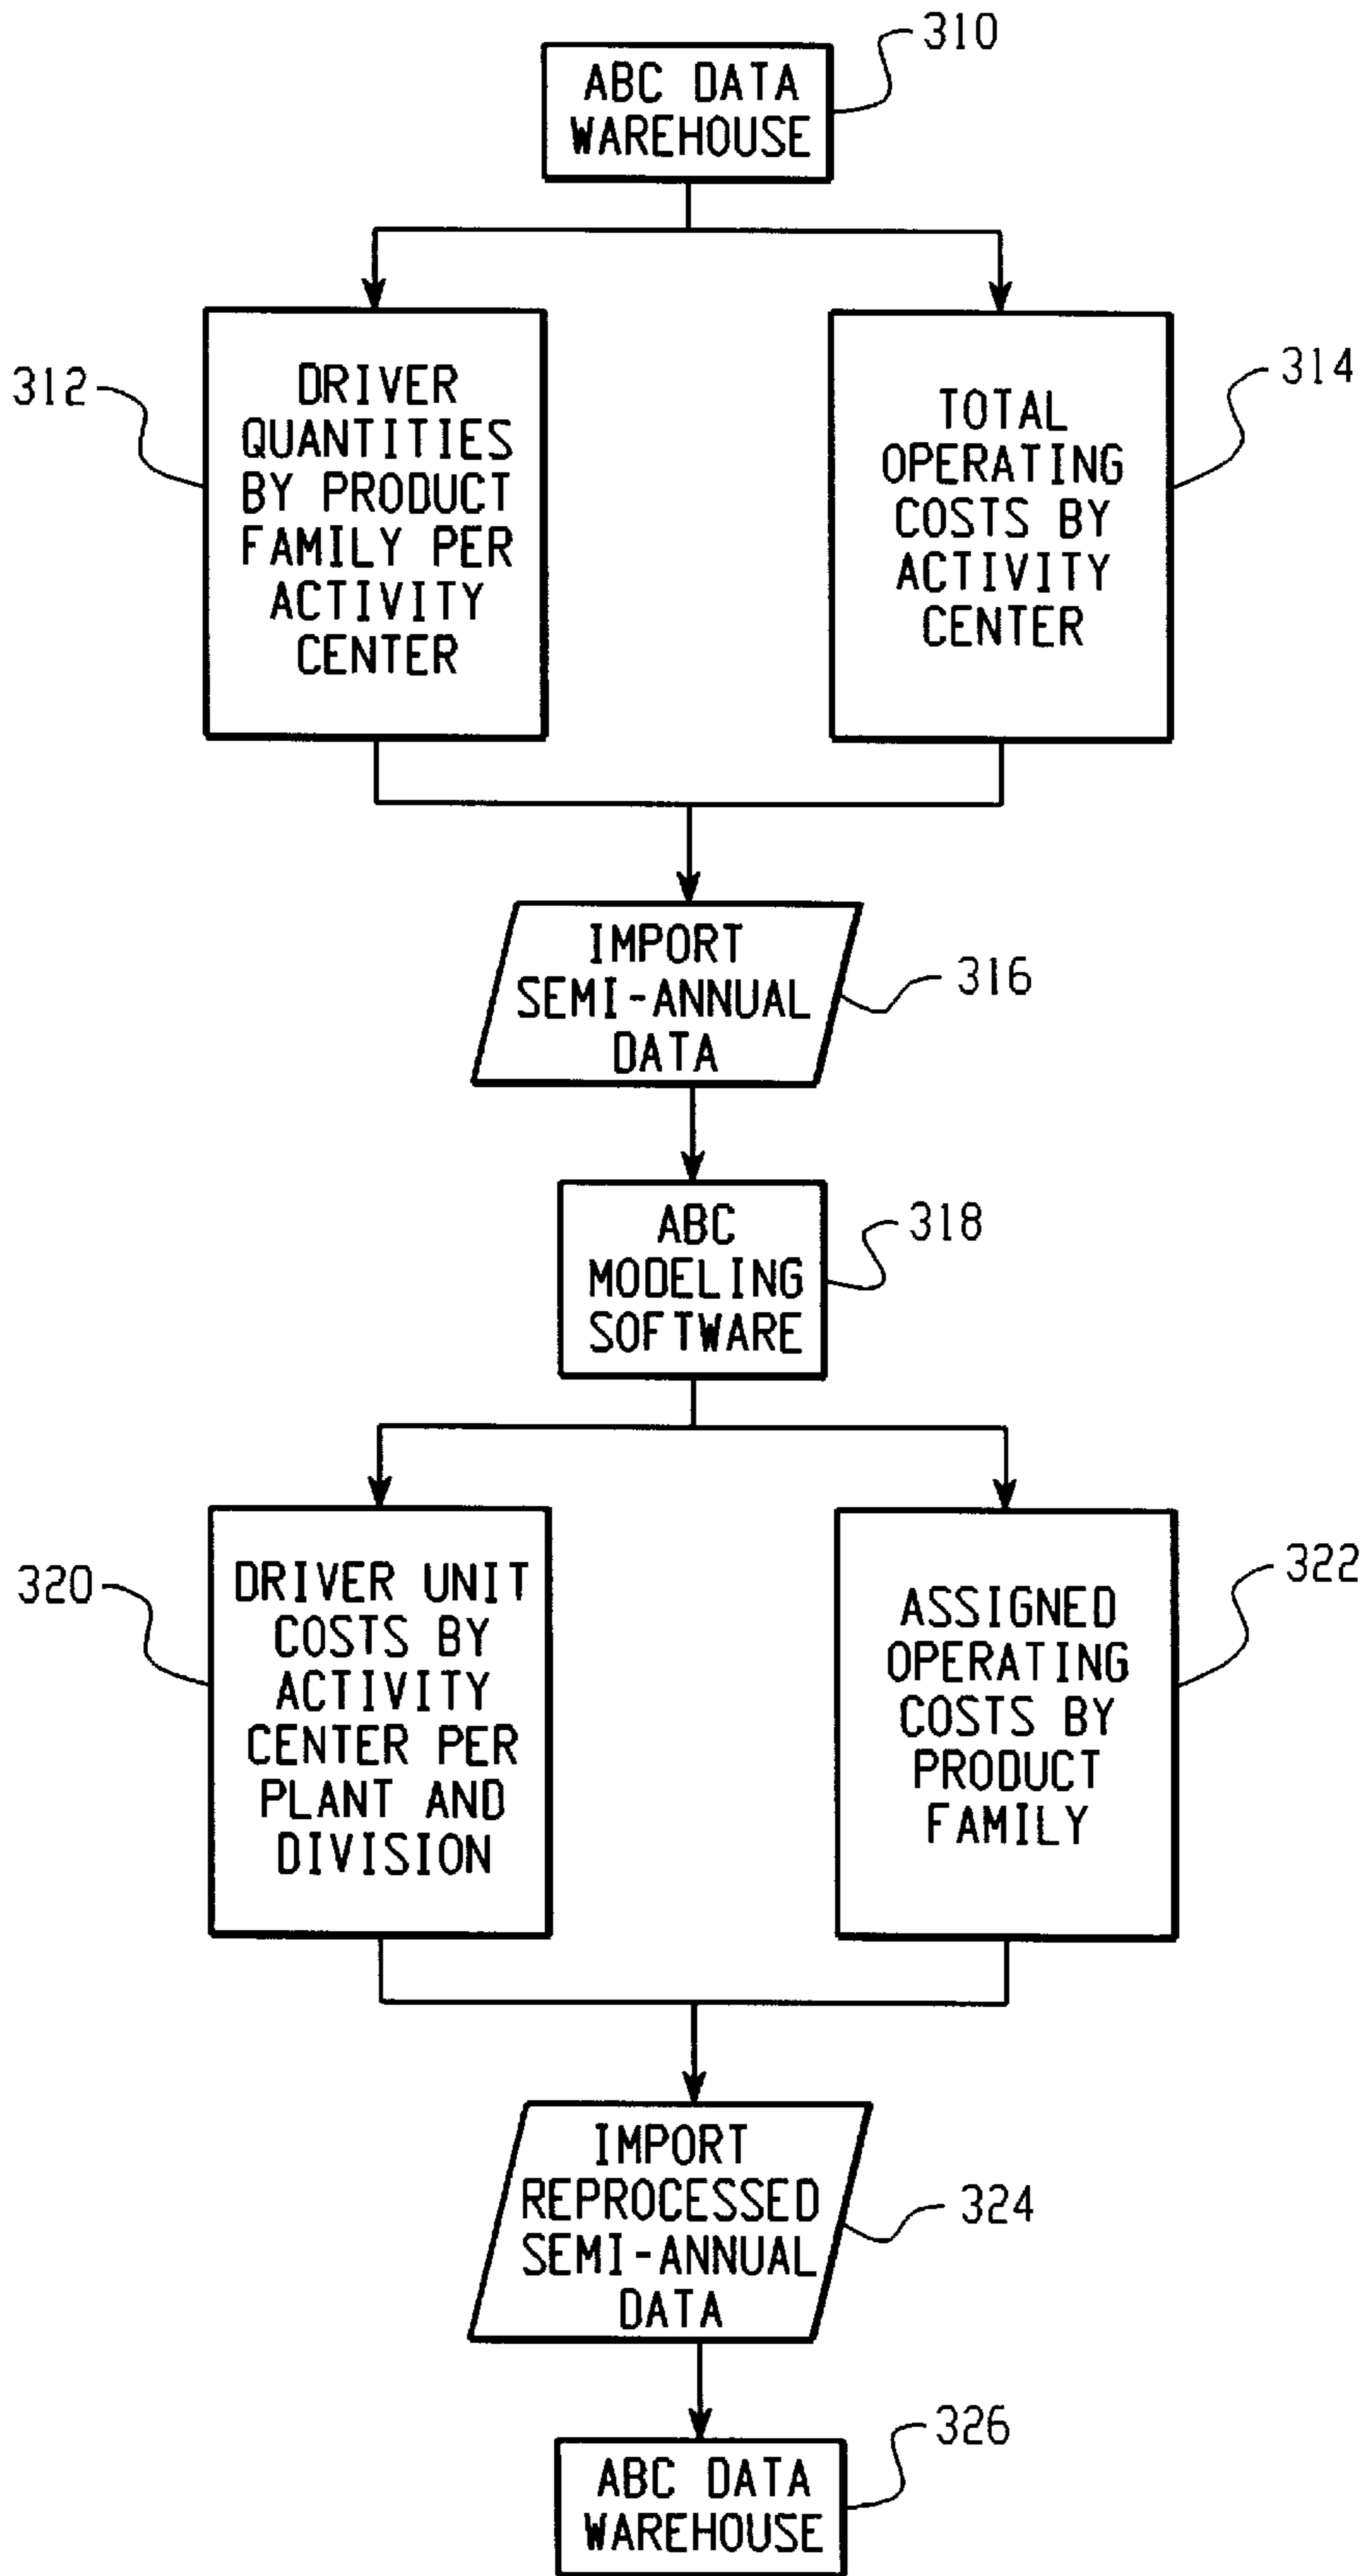 310
ABC DATA
WAREHOUSE
312
DRIVER
QUANTITIES
BY PRODUCT
FAMILY PER
ACTIVITY
CENTER
314
TOTAL
OPERATING
COSTS BY
ACTIVITY
CENTER
IMPORT
SEMI-ANNUAL
DATA
316
ABC
MODELING
SOFTWARE
318
320
DRIVER UNIT
COSTS BY
ACTIVITY
CENTER PER
PLANT AND
DIVISION
322
ASSIGNED
OPERATING
COSTS BY
PRODUCT
FAMILY
IMPORT
REPROCESSED
SEMI-ANNUAL
DATA
324
326
ABC DATA
WAREHOUSE